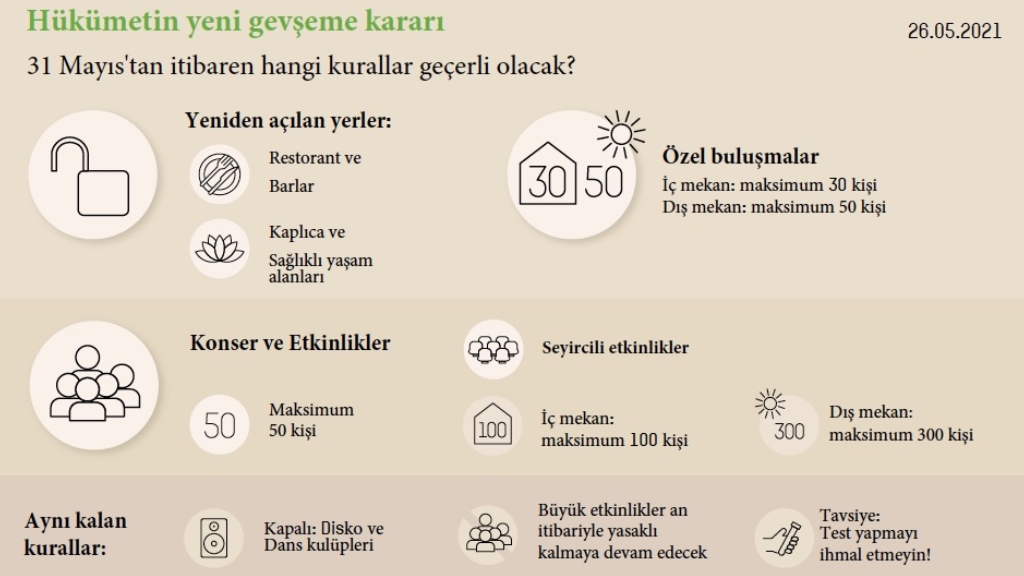 Hükümetin yeni gevşeme kararı
26.05.2021
31 Mayıs'tan itibaren hangi kurallar geçerli olacak?
Yeniden açılan yerler:
Restorant ve
Barlar
Kaplıca ve
Sağlıklı yaşam
alanları
30 50
Özel buluşmalar
İç mekan: maksimum 30 kişi
Dış mekan: maksimum 50 kişi
Konser ve Etkinlikler
50
Maksimum
50 kişi
Seyircili etkinlikler
100
İç mekan:
maksimum 100 kişi
300
Dış mekan:
maksimum 300 kişi
Aynı kalan
kurallar:
Kapalı: Disko ve
Dans kulüpleri
Büyük etkinlikler an
itibariyle yasaklı
kalmaya devam edecek
Tavsiye:
Test yapmayı
ihmal etmeyin!